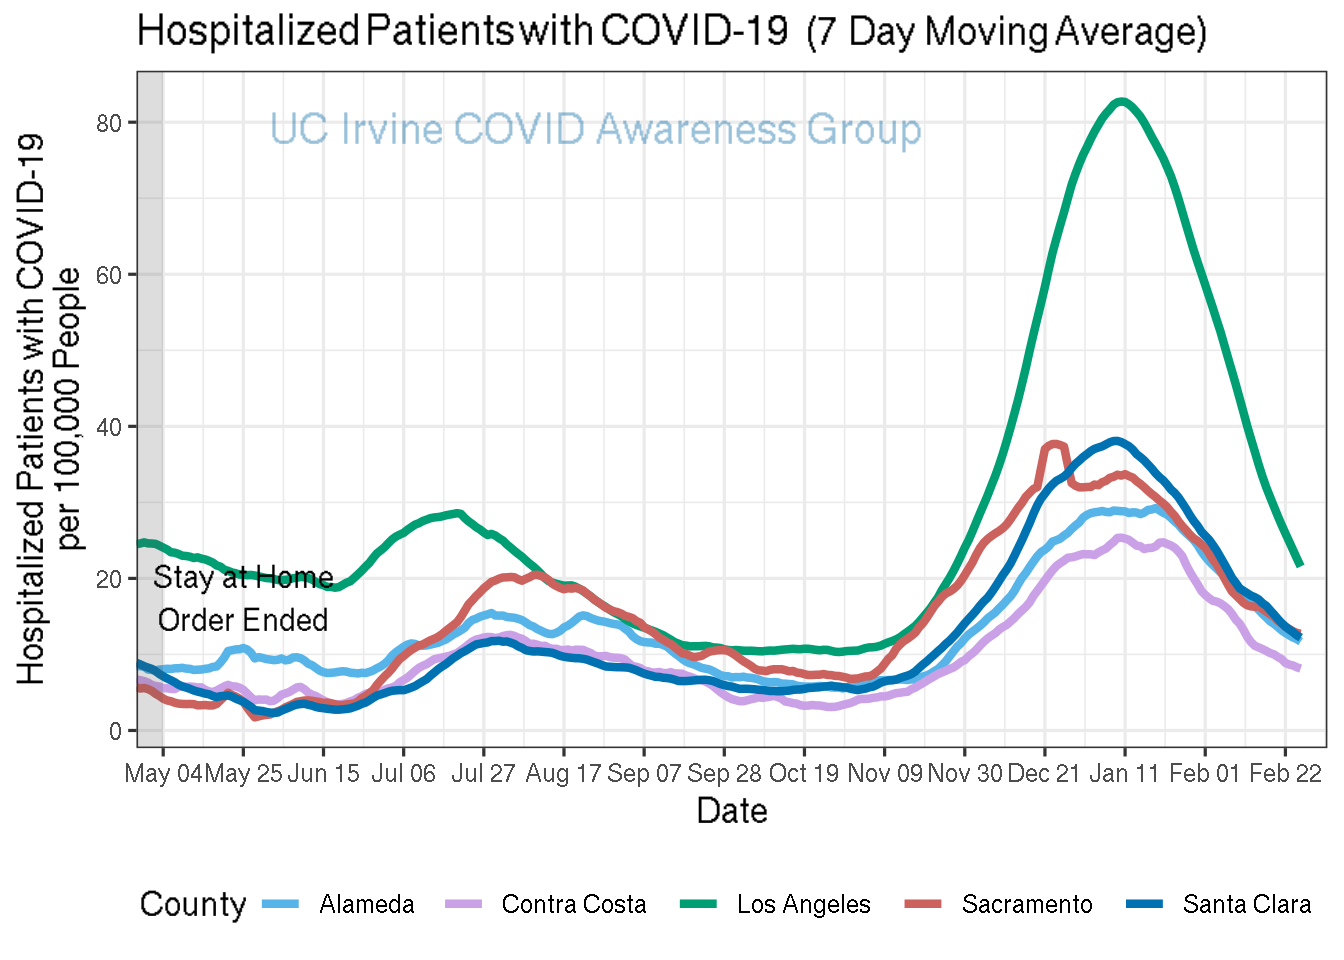 Hospitalized Patients with COVID-19 (7 Day Moving Average)
UC Irvine COVID Awareness Group
Hospitalized Patients with COVID-19
per 100,000 People
80
60
40
20
0
Stay at Home
Order Ended
May 04 May 25 Jun 15 Jul 06 Jul 27 Aug 17 Sep 07 Sep 28 Oct 19 Nov 09 Nov 30 Dec 21 Jan 11 Feb 01 Feb 22
Date
County Alameda Contra Costa Los Angeles Sacramento Santa Clara